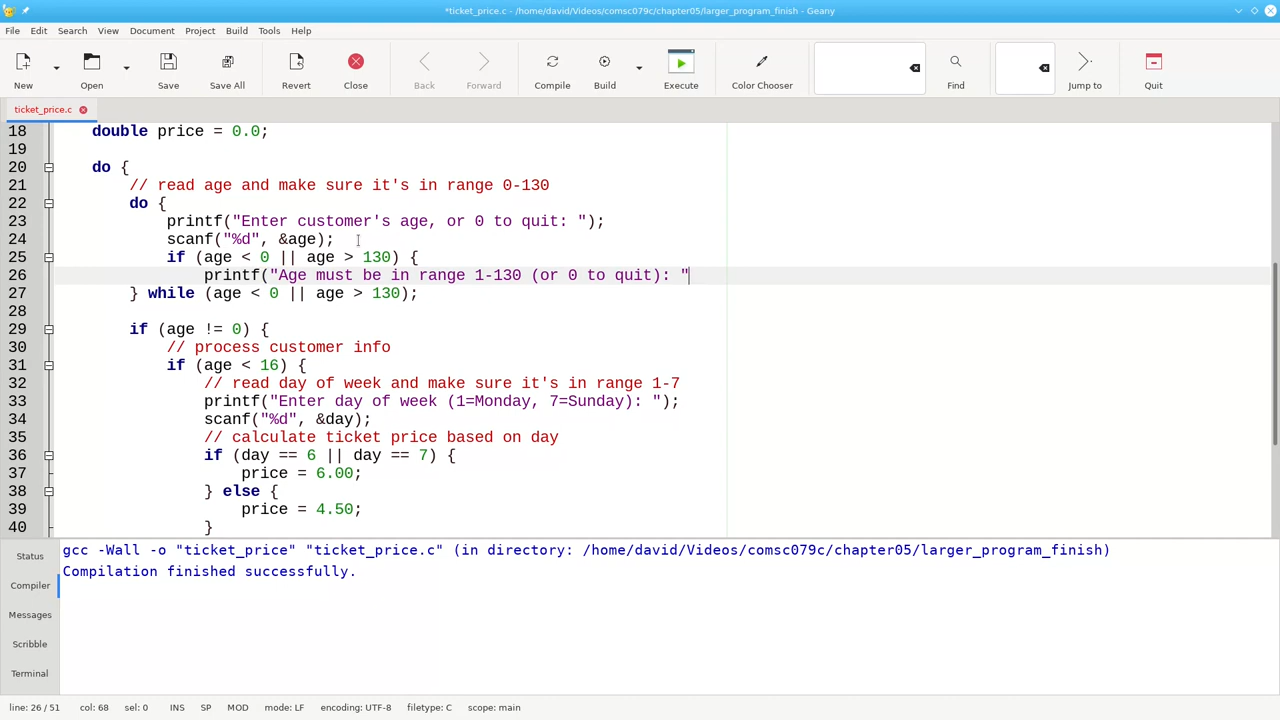 *ticket_price.c - /home/david/Videos/comsc079c/chapter05/larger_program_finish - Geany
File Edit Search View Document Project Build Tools Help
New Open Save Save All Revert Close Back Forward Compile Build Execute Color Chooser Find Jump to Quit
ticket_price.c
18 double price = 0.0;
19
20 do {
21 // read age and make sure it's in range 0-130
22 do {
23 printf("Enter customer's age, or 0 to quit: ");
24 scanf("%d", &age);
25 if (age < 0 || age > 130) {
26 printf("Age must be in range 1-130 (or 0 to quit): "
27 } while (age < 0 || age > 130);
28
29 if (age != 0) {
30 // process customer info
31 if (age < 16) {
32 // read day of week and make sure it's in range 1-7
33 printf("Enter day of week (1=Monday, 7=Sunday): ");
34 scanf("%d", &day);
35 // calculate ticket price based on day
36 if (day == 6 || day == 7) {
37 price = 6.00;
38 } else {
39 price = 4.50;
40 }
Status
Compiler
Messages
Scribble
Terminal
gcc -Wall -o "ticket_price" "ticket_price.c" (in directory: /home/david/Videos/comsc079c/chapter05/larger_program_finish)
Compilation finished successfully.
line: 26 / 51 col: 68 sel: 0 INS SP MOD mode: LF encoding: UTF-8 filetype: C scope: main